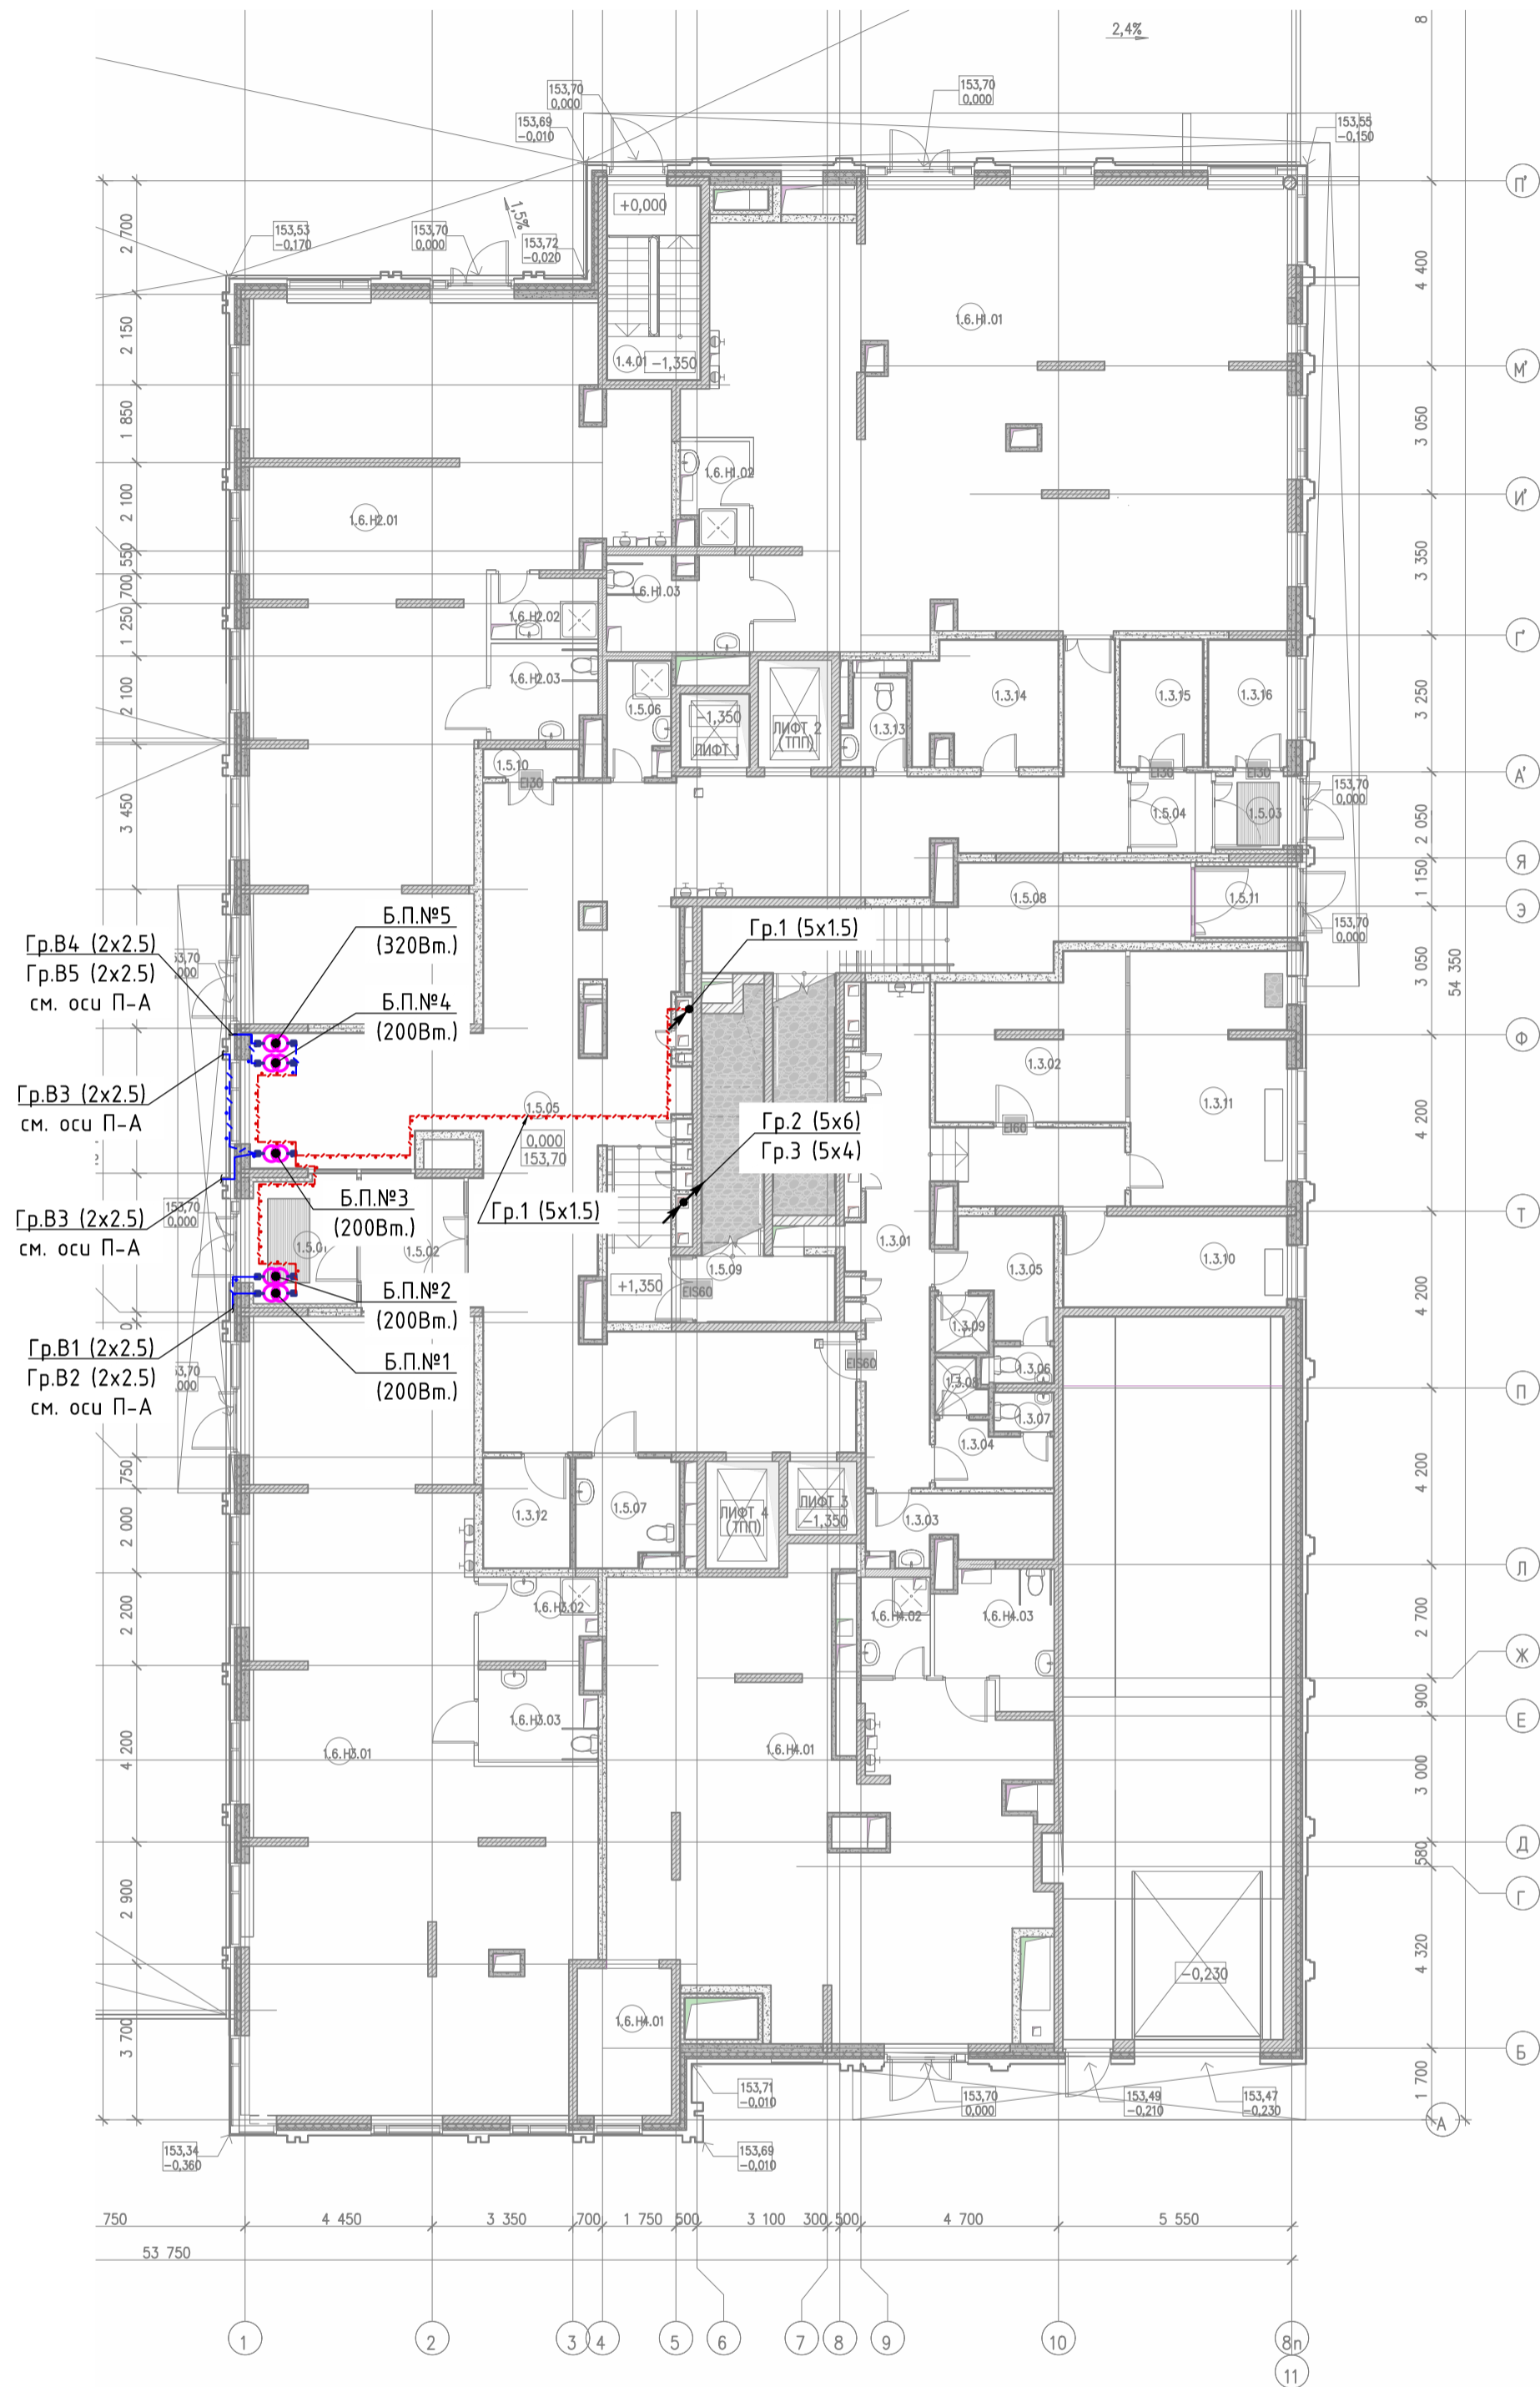 8
2,4%
153,70
0,000
153,70
0,000
153,69
-0,010
153,55
-0,150
П'
+0,000
1,5%
2 700
153,53
-0,170
153,70
0,000
153,72
-0,020
4 400
2 150
1.6.Н1.01
1.4.01
-1,350
М'
1 850
3 050
2 100
1.6.Н1.02
И'
1.6.Н2.01
550
3 350
700
1.6.Н1.03
1 250
1.6.Н2.02
Г'
2 100
1.6.Н2.03
1.5.06
-1,350
ЛИФТ 1
ЛИФТ 2
(ТПП)
1.3.13
1.3.14
1.3.15
1.3.16
3 250
1.5.10
EI30
EI30
EI30
А'
3 450
153,70
0,000
1.5.04
1.5.03
2 050
Я
1 150
1.5.08
1.5.11
Э
Гр.В4 (2х2.5)
Гр.В5 (2х2.5)
см. оси П-А
Б.П.№5
(320Вт.)
Гр.1 (5х1.5)
153,70
0,000
3 050
54 350
Б.П.№4
(200Вт.)
Ф
Гр.В3 (2х2.5)
см. оси П-А
1.3.02
1.3.11
1.5.05
0,000
153,70
Гр.2 (5х6)
Гр.3 (5х4)
EI60
4 200
Б.П.№3
(200Вт.)
Гр.1 (5х1.5)
Гр.В3 (2х2.5)
см. оси П-А
153,70
0,000
1.5.02
Т
1.3.01
1.3.10
1.5.09
1.3.05
+1,350
EIS60
Б.П.№2
(200Вт.)
4 200
1.3.09
Гр.В1 (2х2.5)
Гр.В2 (2х2.5)
см. оси П-А
Б.П.№1
(200Вт.)
EIS60
1.3.06
1.3.08
П
1.3.07
1.3.04
750
4 200
2 000
1.3.12
1.5.07
ЛИФТ 4
(ТПП)
ЛИФТ 3
-1,350
1.3.03
Л
2 200
1.6.Н3.02
1.6.Н4.02
1.6.Н4.03
2 700
Ж
900
1.6.Н3.03
Е
4 200
1.6.Н3.01
1.6.Н4.01
3 000
Д
580
Г
2 900
4 320
-0,230
1.6.Н4.01
3 700
Б
153,71
-0,010
153,70
0,000
153,49
-0,210
153,47
-0,230
1 700
А
153,34
-0,360
153,69
-0,010
750
4 450
3 350
700
1 750
500
3 100
300
500
4 700
5 550
53 750
1
2
3
4
5
6
7
8
9
10
8п
11